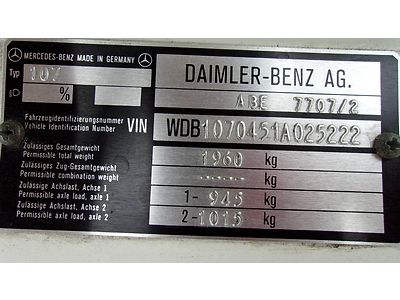 MERCEDES-BENZ MADE IN GERMANY
Typ 107
%
DAIMLER-BENZ AG.
ABE 7707/2
Fahrzeugidentifizierungsnummer
Vehicle Identification Number VIN WDB1070451A025222
Zulässiges Gesamtgewicht
Permissible total weight 1960 kg
Zulässiges Zug-Gesamtgewicht
Permissible combination weight ---- kg
Zulässige Achslast, Achse 1
Permissible axle load, axle 1 1- 945 kg
Zulässige Achslast, Achse 2
Permissible axle load, axle 2 2- 1015 kg